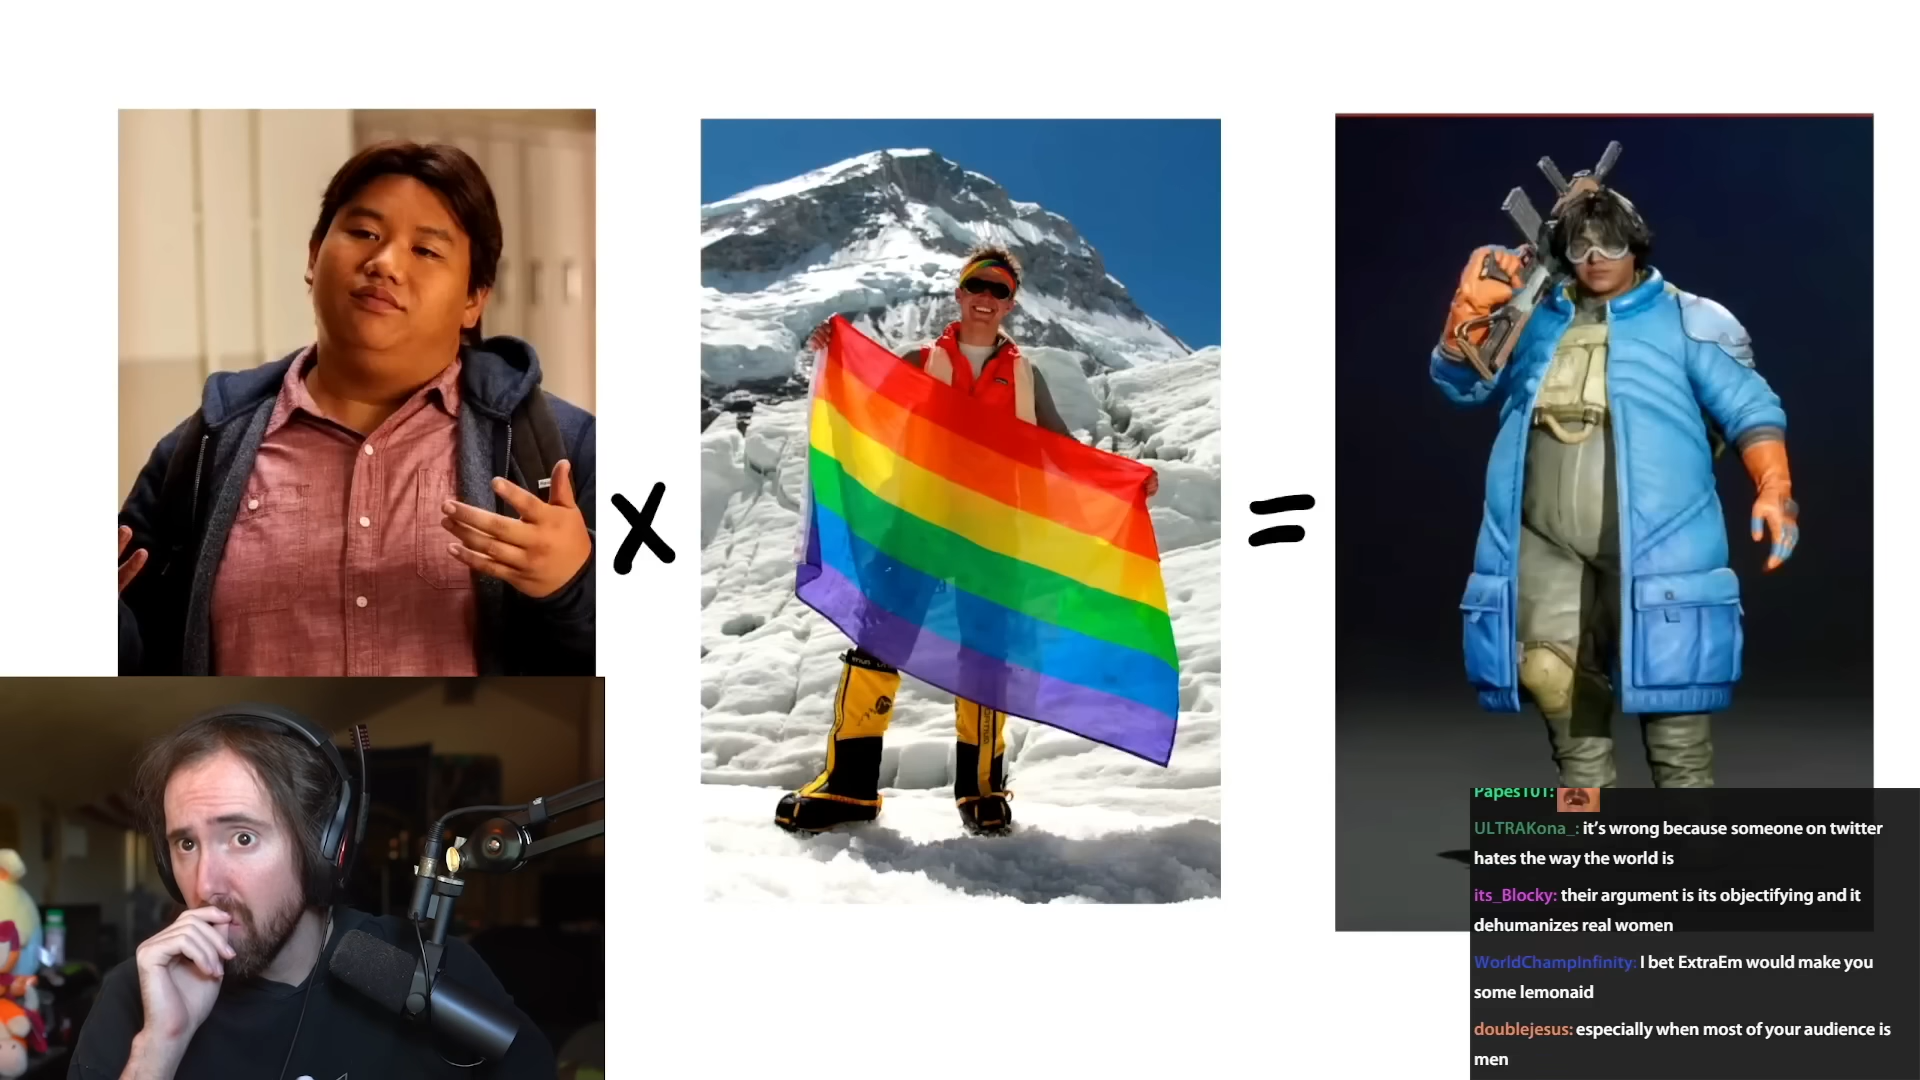 X
=
Papes101:
ULTRAKona_: it's wrong because someone on twitter
hates the way the world is
its_Blocky: their argument is its objectifying and it
dehumanizes real women
WorldChampInfinity: I bet ExtraEm would make you
some lemonaid
doublejesus: especially when most of your audience is
men